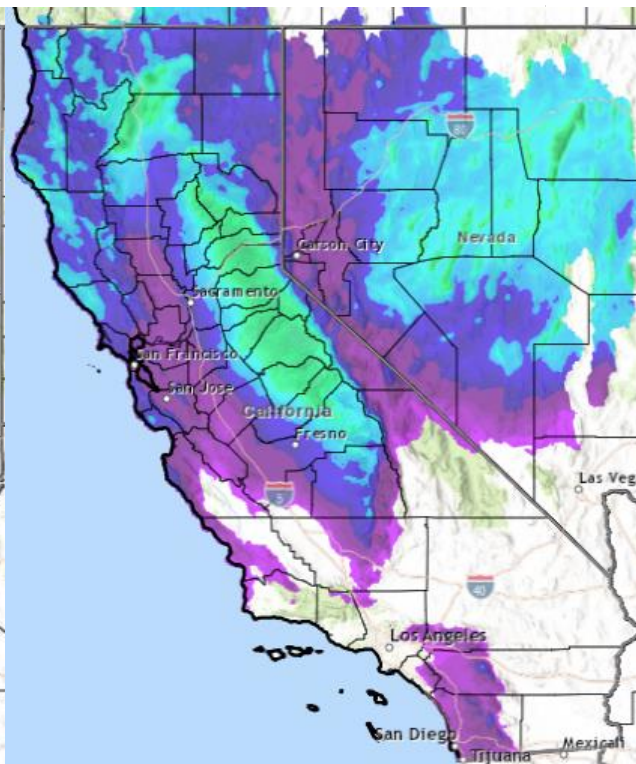 80
Nevada
Carson City
Sacramento
San Francisco
San Jose
California
Fresno
5
Las Veg
40
Los Angeles
San Diego
Mexicali
Tijuana